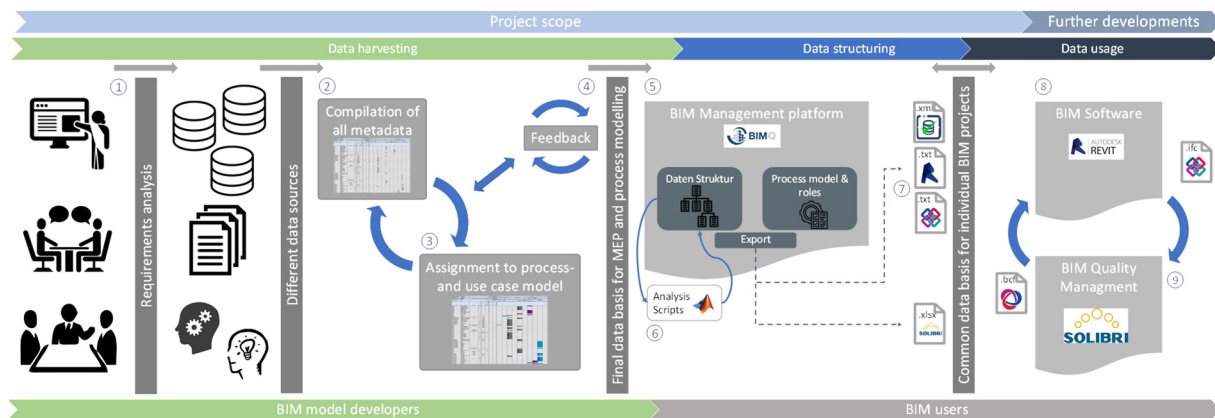 Project scope
Further developments
Data harvesting
Data structuring
Data usage
1
Requirements analysis
Different data sources
2
Compilation of
all metadata
3
Assignment to process-
and use case model
4
Feedback
Final data basis for MEP and process modelling
5
BIM Management platform
BIMQ
Daten Struktur
Process model &
roles
Export
Analysis
Scripts
6
7
.xml
.txt
.txt
.xlsx
SOLIBRI
Common data basis for individual BIM projects
8
BIM Software
AUTODESK
REVIT
.ifc
.bcf
BIM Quality
Managment
SOLIBRI
9
BIM model developers
BIM users